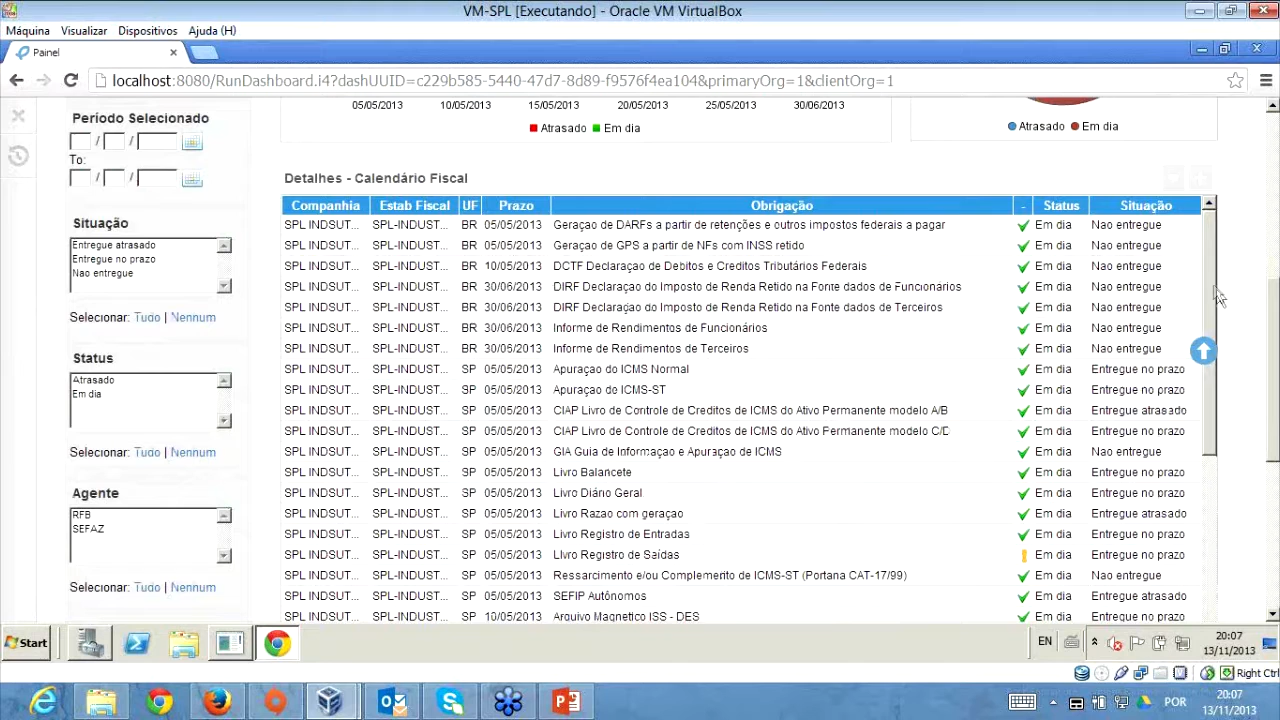 VM-SPL [Executando] - Oracle VM VirtualBox
Máquina Visualizar Dispositivos Ajuda (H)
Painel
localhost:8080/RunDashboard.i4?dashUUID=c229b585-5440-47d7-8d89-f9576f4ea104&primaryOrg=1&clientOrg=1
05/05/2013 10/05/2013 15/05/2013 20/05/2013 25/05/2013 30/06/2013
Atrasado Em dia
Atrasado Em dia
Período Selecionado
/ /
To:
/ /
Situação
Entregue atrasado
Entregue no prazo
Nao entregue
Selecionar: Tudo | Nenhum
Status
Atrasado
Em dia
Selecionar: Tudo | Nenhum
Agente
RFB
SEFAZ
Selecionar: Tudo | Nenhum
Detalhes - Calendário Fiscal
Companhia Estab Fiscal UF Prazo Obrigação - Status Situação
SPL INDSUT... SPL-INDUST... BR 05/05/2013 Geraçao de DARFs a partir de retenções e outros impostos federais a pagar Em dia Nao entregue
SPL INDSUT... SPL-INDUST... BR 05/05/2013 Geraçao de GPS a partir de NFs com INSS retido Em dia Nao entregue
SPL INDSUT... SPL-INDUST... BR 10/05/2013 DCTF Declaraçao de Debitos e Creditos Tributários Federais Em dia Nao entregue
SPL INDSUT... SPL-INDUST... BR 30/06/2013 DIRF Declaraçao do Imposto de Renda Retido na Fonte dados de Funcionarios Em dia Nao entregue
SPL INDSUT... SPL-INDUST... BR 30/06/2013 DIRF Declaraçao do Imposto de Renda Retido na Fonte dados de Terceiros Em dia Nao entregue
SPL INDSUT... SPL-INDUST... BR 30/06/2013 Informe de Rendimentos de Funcionários Em dia Nao entregue
SPL INDSUT... SPL-INDUST... BR 30/06/2013 Informe de Rendimentos de Terceiros Em dia Nao entregue
SPL INDSUT... SPL-INDUST... SP 05/05/2013 Apuraçao do ICMS Normal Em dia Entregue no prazo
SPL INDSUT... SPL-INDUST... SP 05/05/2013 Apuraçao do ICMS-ST Em dia Entregue no prazo
SPL INDSUT... SPL-INDUST... SP 05/05/2013 CIAP Livro de Controle de Creditos de ICMS do Ativo Permanente modelo A/B Em dia Entregue atrasado
SPL INDSUT... SPL-INDUST... SP 05/05/2013 CIAP Livro de Controle de Creditos de ICMS do Ativo Permanente modelo C/D Em dia Entregue no prazo
SPL INDSUT... SPL-INDUST... SP 05/05/2013 GIA Guia de Informaçao e Apuraçao de ICMS Em dia Nao entregue
SPL INDSUT... SPL-INDUST... SP 05/05/2013 Livro Balancete Em dia Entregue no prazo
SPL INDSUT... SPL-INDUST... SP 05/05/2013 Livro Diário Geral Em dia Entregue no prazo
SPL INDSUT... SPL-INDUST... SP 05/05/2013 Livro Razao com geraçao Em dia Entregue atrasado
SPL INDSUT... SPL-INDUST... SP 05/05/2013 Livro Registro de Entradas Em dia Entregue no prazo
SPL INDSUT... SPL-INDUST... SP 05/05/2013 Livro Registro de Saídas Em dia Entregue no prazo
SPL INDSUT... SPL-INDUST... SP 05/05/2013 Ressarcimento e/ou Complemento de ICMS-ST (Portaria CAT-17/99) Em dia Nao entregue
SPL INDSUT... SPL-INDUST... SP 05/05/2013 SEFIP Autônomos Em dia Entregue atrasado
SPL INDSUT... SPL-INDUST... SP 10/05/2013 Arquivo Magnetico ISS - DES Em dia Entregue no prazo
Start EN 20:07
13/11/2013
Right Ctrl
POR 20:07
13/11/2013